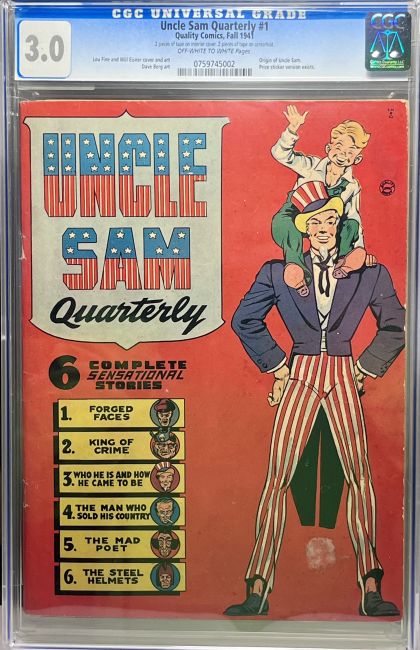 CGC UNIVERSAL GRADE
3.0
Uncle Sam Quarterly #1
Quality Comics, Fall 1941
2 pieces of tape on interior cover. 2 pieces of tape on centerfold.
OFF-WHITE TO WHITE Pages
Lou Fine and Will Eisner cover and art
Dave Berg art
Origin of Uncle Sam.
Price sticker version exists.
0759745002
CGC
UNCLE
SAM
Quarterly
6 COMPLETE
SENSATIONAL
STORIES
1. FORGED
FACES
2. KING OF
CRIME
3. WHO HE IS AND HOW
HE CAME TO BE
4. THE MAN WHO
SOLD HIS COUNTRY
5. THE MAD
POET
6. THE STEEL
HELMETS